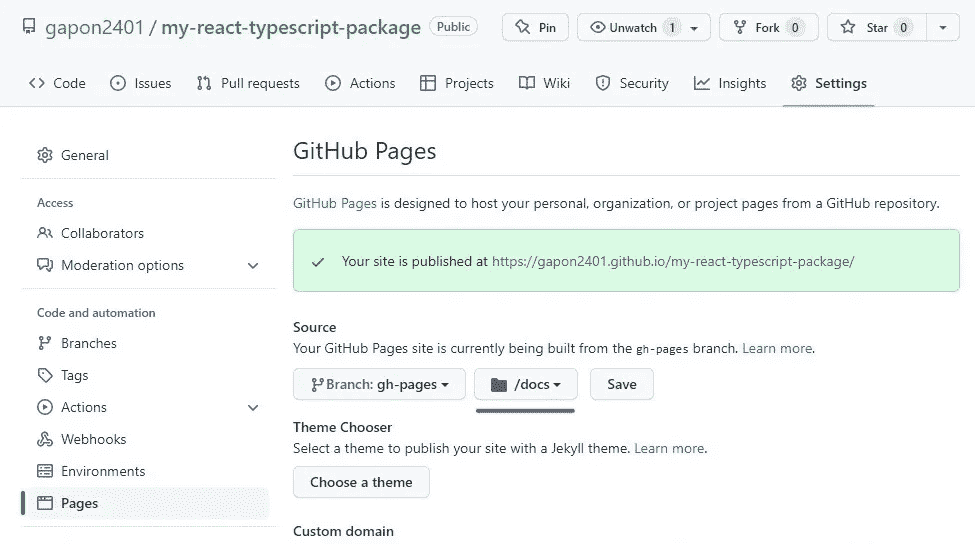 gapon2401 / my-react-typescript-package Public Pin Unwatch 1 Fork 0 Star 0
Code Issues Pull requests Actions Projects Wiki Security Insights Settings
General
Access
Collaborators
Moderation options
Code and automation
Branches
Tags
Actions
Webhooks
Environments
Pages
GitHub Pages
GitHub Pages is designed to host your personal, organization, or project pages from a GitHub repository.
Your site is published at https://gapon2401.github.io/my-react-typescript-package/
Source
Your GitHub Pages site is currently being built from the gh-pages branch. Learn more.
Branch: gh-pages /docs Save
Theme Chooser
Select a theme to publish your site with a Jekyll theme. Learn more.
Choose a theme
Custom domain